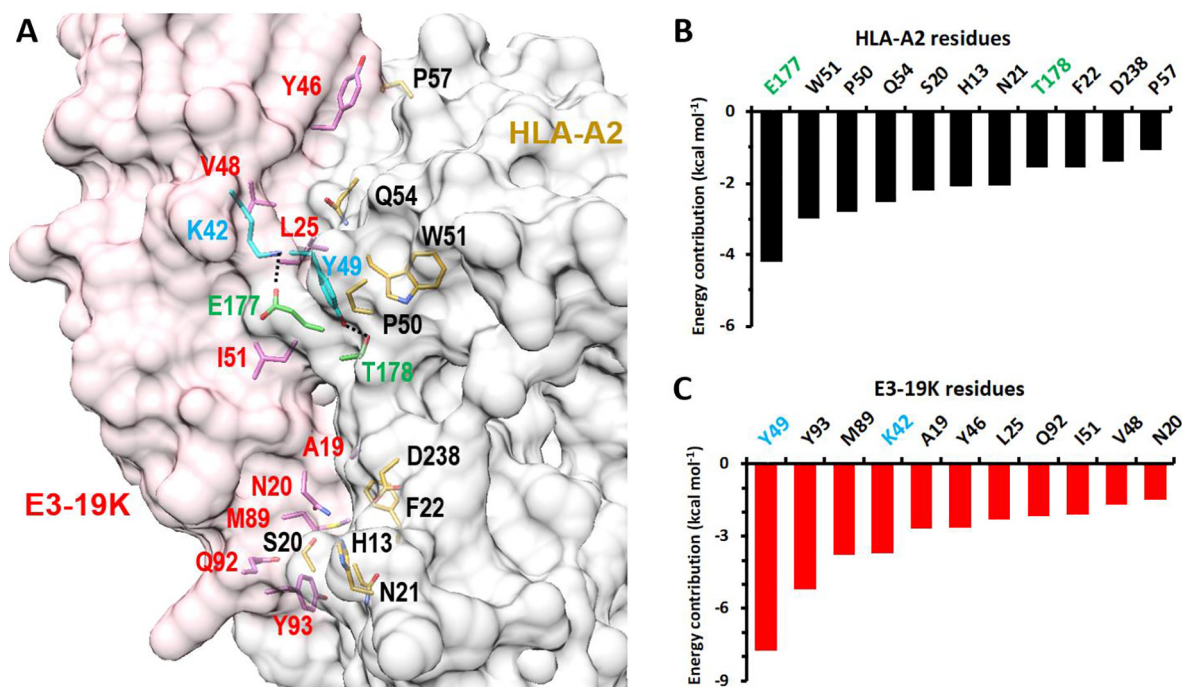 A
Y46
P57
HLA-A2
V48
Q54
K42
L25
W51
Y49
E177
P50
I51
T178
A19
D238
N20
F22
E3-19K
M89
S20
H13
Q92
N21
Y93
B
HLA-A2 residues
E177 W51 P50 Q54 S20 H13 N21 T178 F22 D238 P57
Energy contribution (kcal mol⁻¹)
0
-2
-4
-6
C
E3-19K residues
Y49 Y93 M89 K42 A19 Y46 L25 Q92 I51 V48 N20
Energy contribution (kcal mol⁻¹)
0
-3
-6
-9